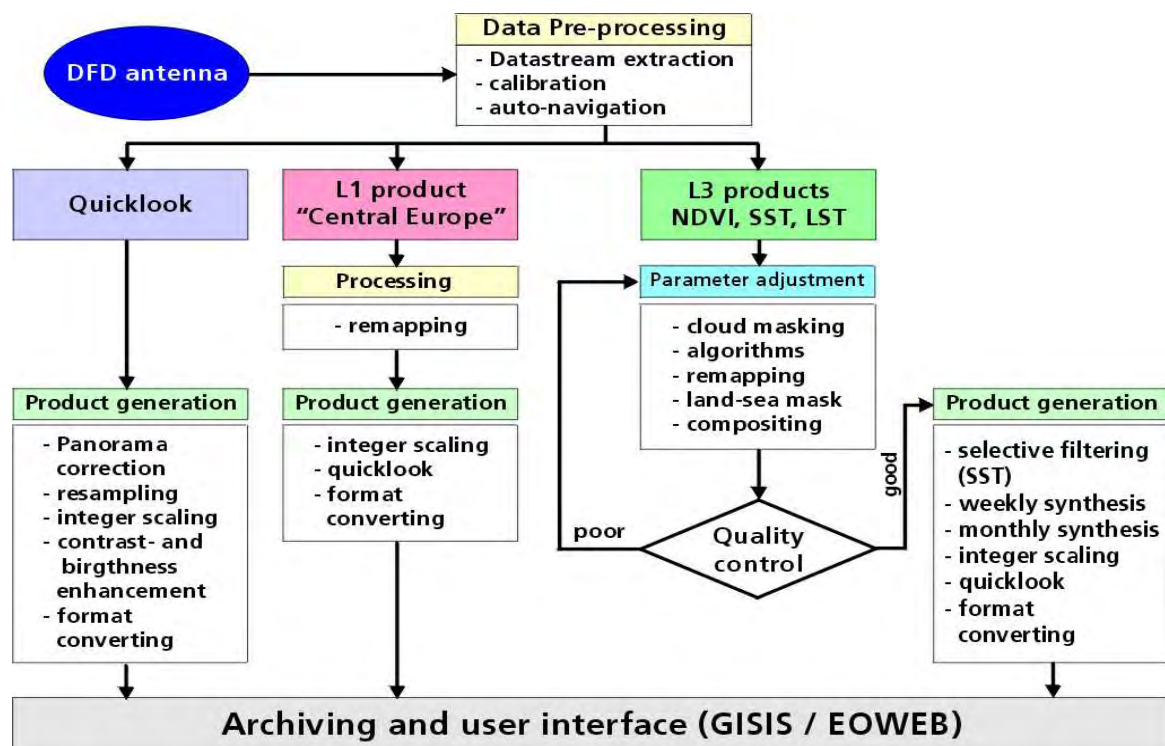 Data Pre-processing
- Datastream extraction
- calibration
- auto-navigation
DFD antenna
Quicklook
L1 product
“Central Europe”
L3 products
NDVI, SST, LST
Processing
- remapping
Parameter adjustment
- cloud masking
- algorithms
- remapping
- land-sea mask
- compositing
Product generation
- Panorama
correction
- resampling
- integer scaling
- contrast- and
birgthness
enhancement
- format
converting
Product generation
- integer scaling
- quicklook
- format
converting
poor
Quality
control
good
Product generation
- selective filtering
(SST)
- weekly synthesis
- monthly synthesis
- integer scaling
- quicklook
- format
converting
Archiving and user interface (GISIS / EOWEB)